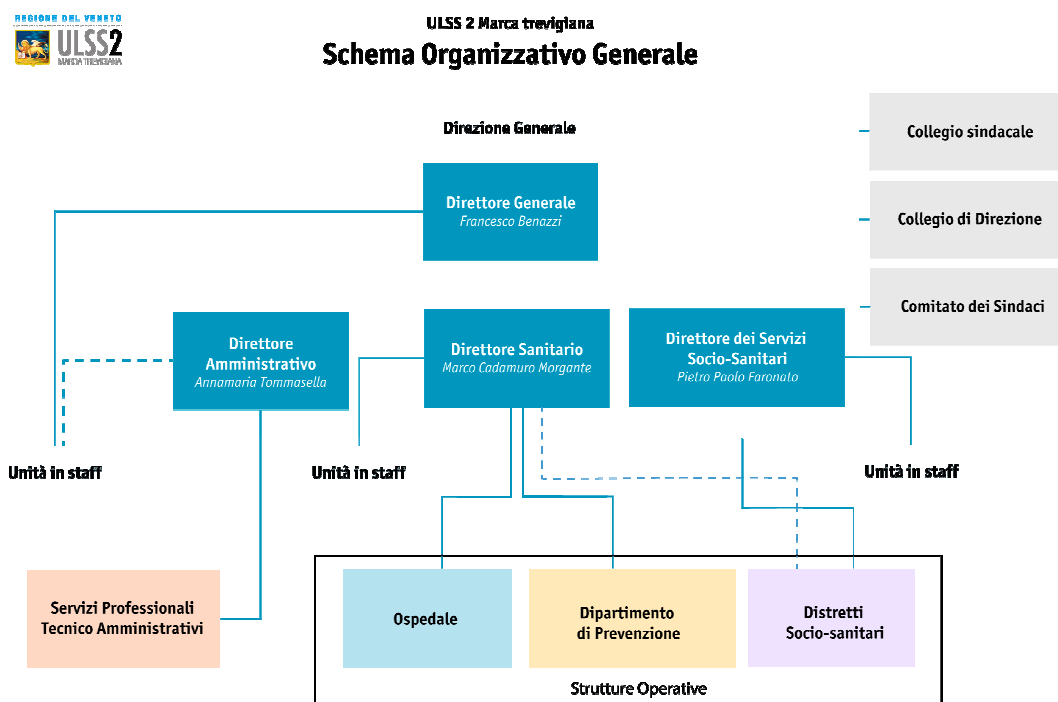 REGIONE DEL VENETO
ULSS2
MARCA TREVIGIANA
ULSS 2 Marca trevigiana
Schema Organizzativo Generale
Direzione Generale
Collegio sindacale
Direttore Generale
Francesco Benazzi
Collegio di Direzione
Comitato dei Sindaci
Direttore
Amministrativo
Annamaria Tommasella
Direttore Sanitario
Marco Cadamuro Morgante
Direttore dei Servizi
Socio-Sanitari
Pietro Paolo Faronato
Unità in staff
Unità in staff
Unità in staff
Servizi Professionali
Tecnico Amministrativi
Ospedale
Dipartimento
di Prevenzione
Distretti
Socio-sanitari
Strutture Operative